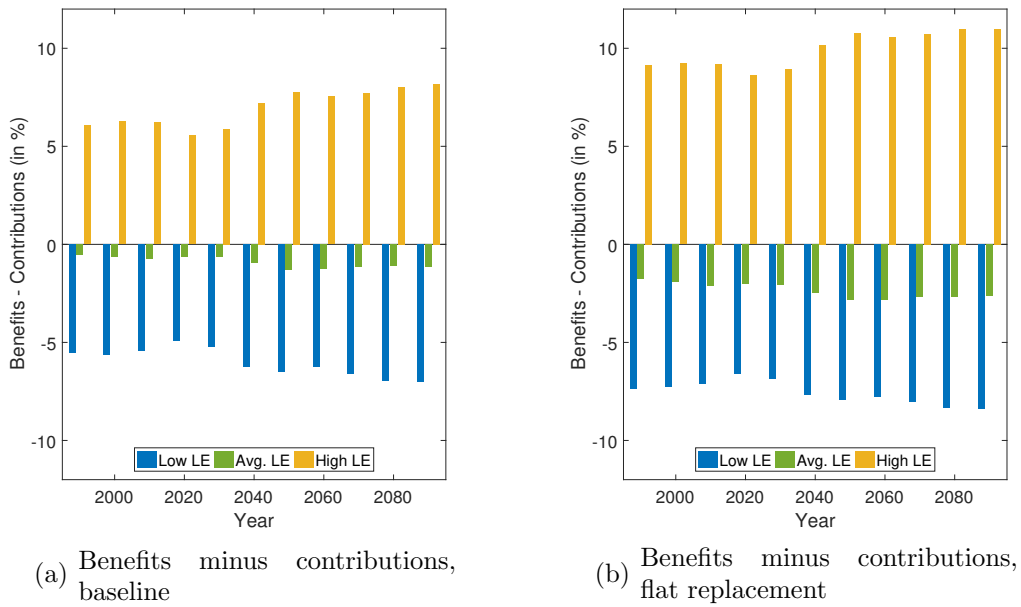 10
5
0
-5
-10
Benefits - Contributions (in %)
Low LE Avg. LE High LE
2000 2020 2040 2060 2080
Year
(a) Benefits minus contributions,
baseline
10
5
0
-5
-10
Benefits - Contributions (in %)
Low LE Avg. LE High LE
2000 2020 2040 2060 2080
Year
(b) Benefits minus contributions,
flat replacement